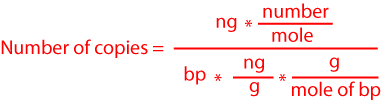 ng * number
mole
Number of copies =
bp * ng * g
g mole of bp